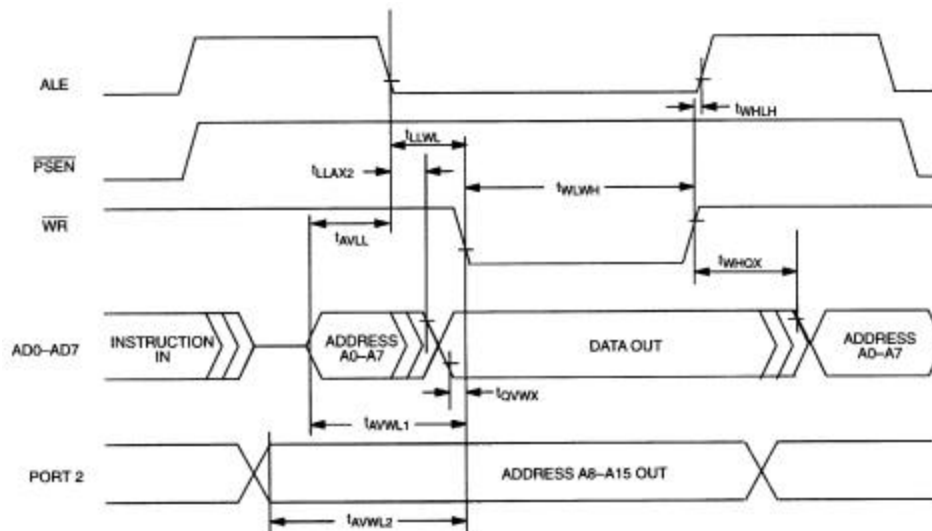 ALE
tWHLH
PSEN
tLLWL
tLLAX2
tWLWH
WR
tAVLL
tWHQX
AD0–AD7
INSTRUCTION
IN
ADDRESS
A0–A7
DATA OUT
ADDRESS
A0–A7
tQVWX
tAVWL1
PORT 2
ADDRESS A8–A15 OUT
tAVWL2